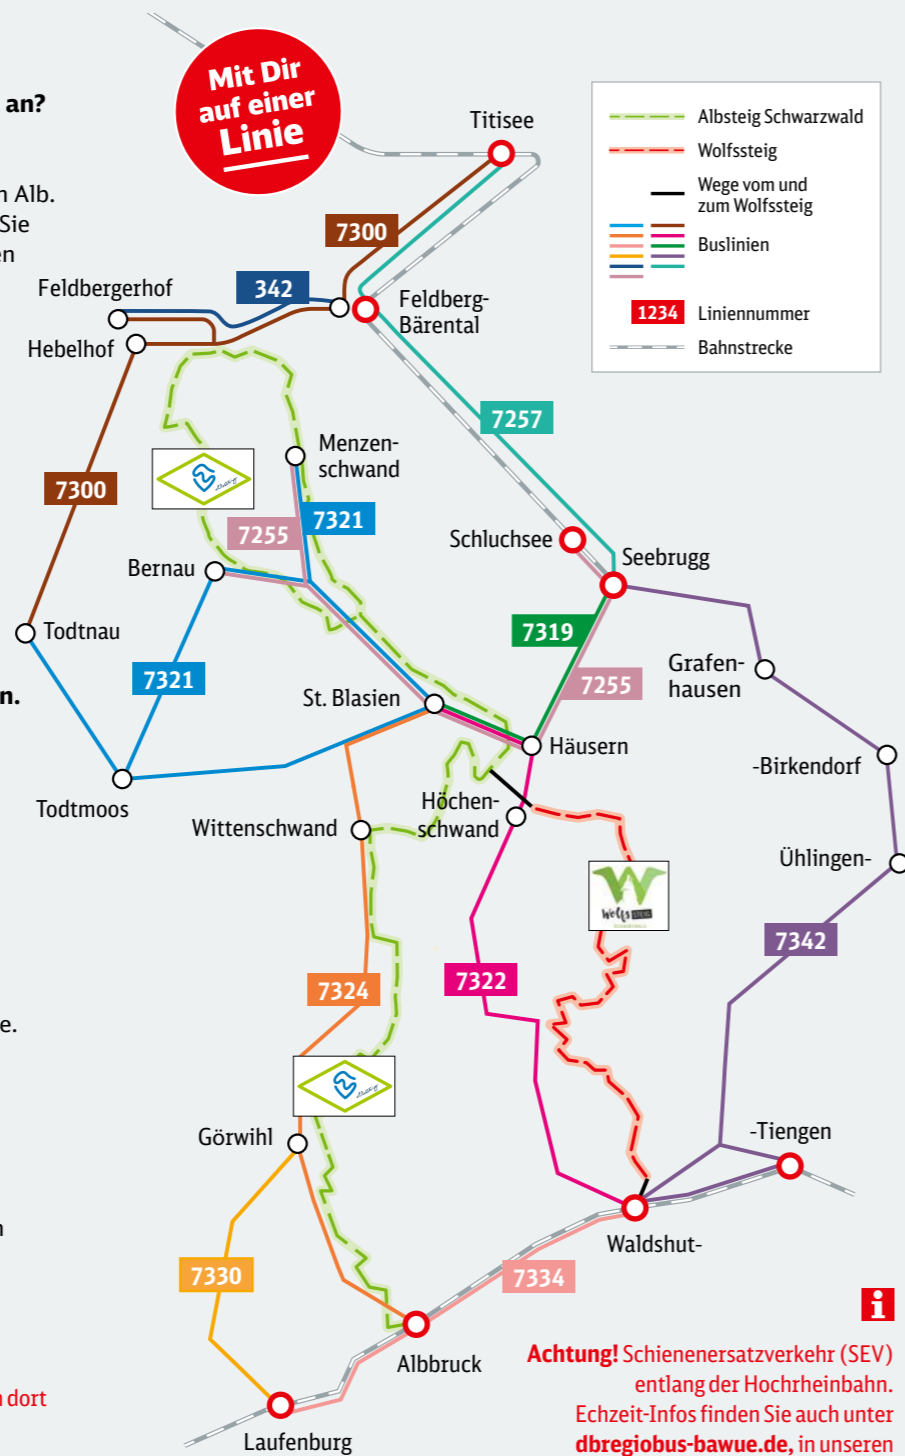 an?
n Alb.
Sie
en
n.
e.
n
n dort
Mit Dir
auf einer
Linie
Albsteig Schwarzwald
Wolfssteig
Wege vom und
zum Wolfssteig
Buslinien
1234 Liniennummer
Bahnstrecke
Titisee
7300
342
Feldbergerhof
Feldberg-
Bärental
Hebelhof
7257
Menzen-
schwand
7300
7321
7255
Schluchsee
Seebrugg
Bernau
Todtnau
7319
Grafen-
hausen
7321
7255
St. Blasien
Häusern
-Birkendorf
Todtmoos
Höchen-
schwand
Wittenschwand
Ühlingen-
Wolfs
7342
7322
7324
Görwihl
-Tiengen
Waldshut-
7330
7334
Albbruck
Laufenburg
i
Achtung! Schienenersatzverkehr (SEV)
entlang der Hochrheinbahn.
Echzeit-Infos finden Sie auch unter
dbregiobus-bawue.de, in unseren